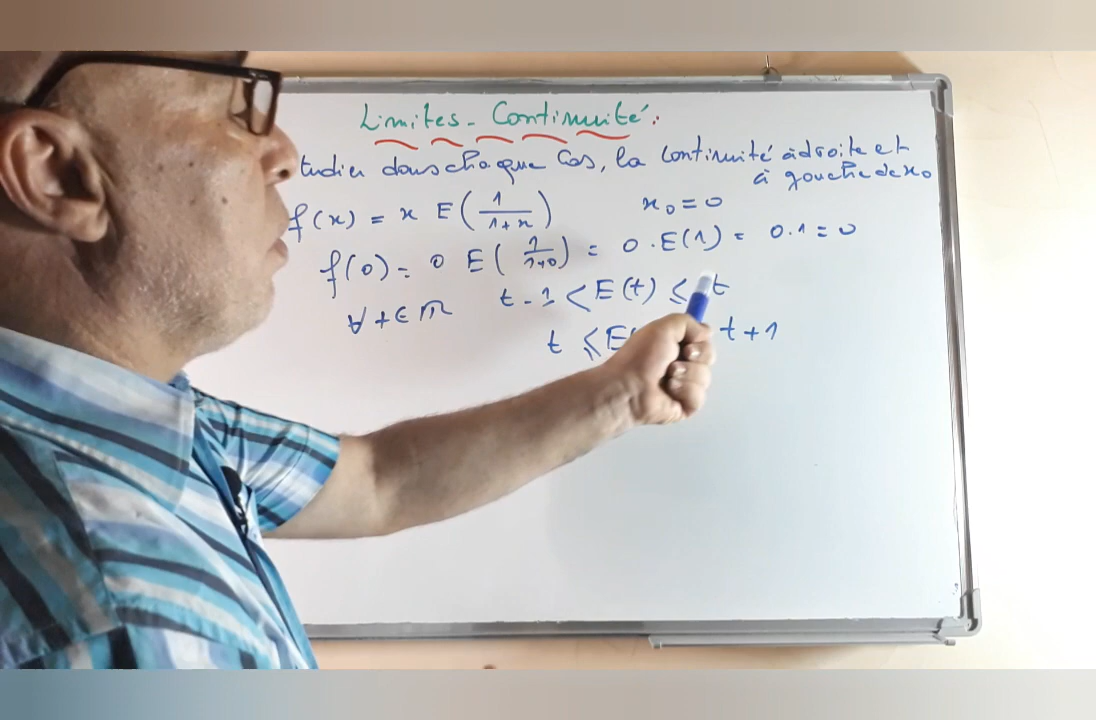 Limites - Continuité:
tudier dans chaque Cas, la continuité à droite et
à gauche de x₀
f(x) = x E(1/(1+x))    x₀ = 0
f(0) = 0 E(1/(1+0)) = 0 . E(1) = 0.1 = 0
∀ t ∈ ℝ    t - 1 < E(t) ≤ t
t ≤ E( t + 1